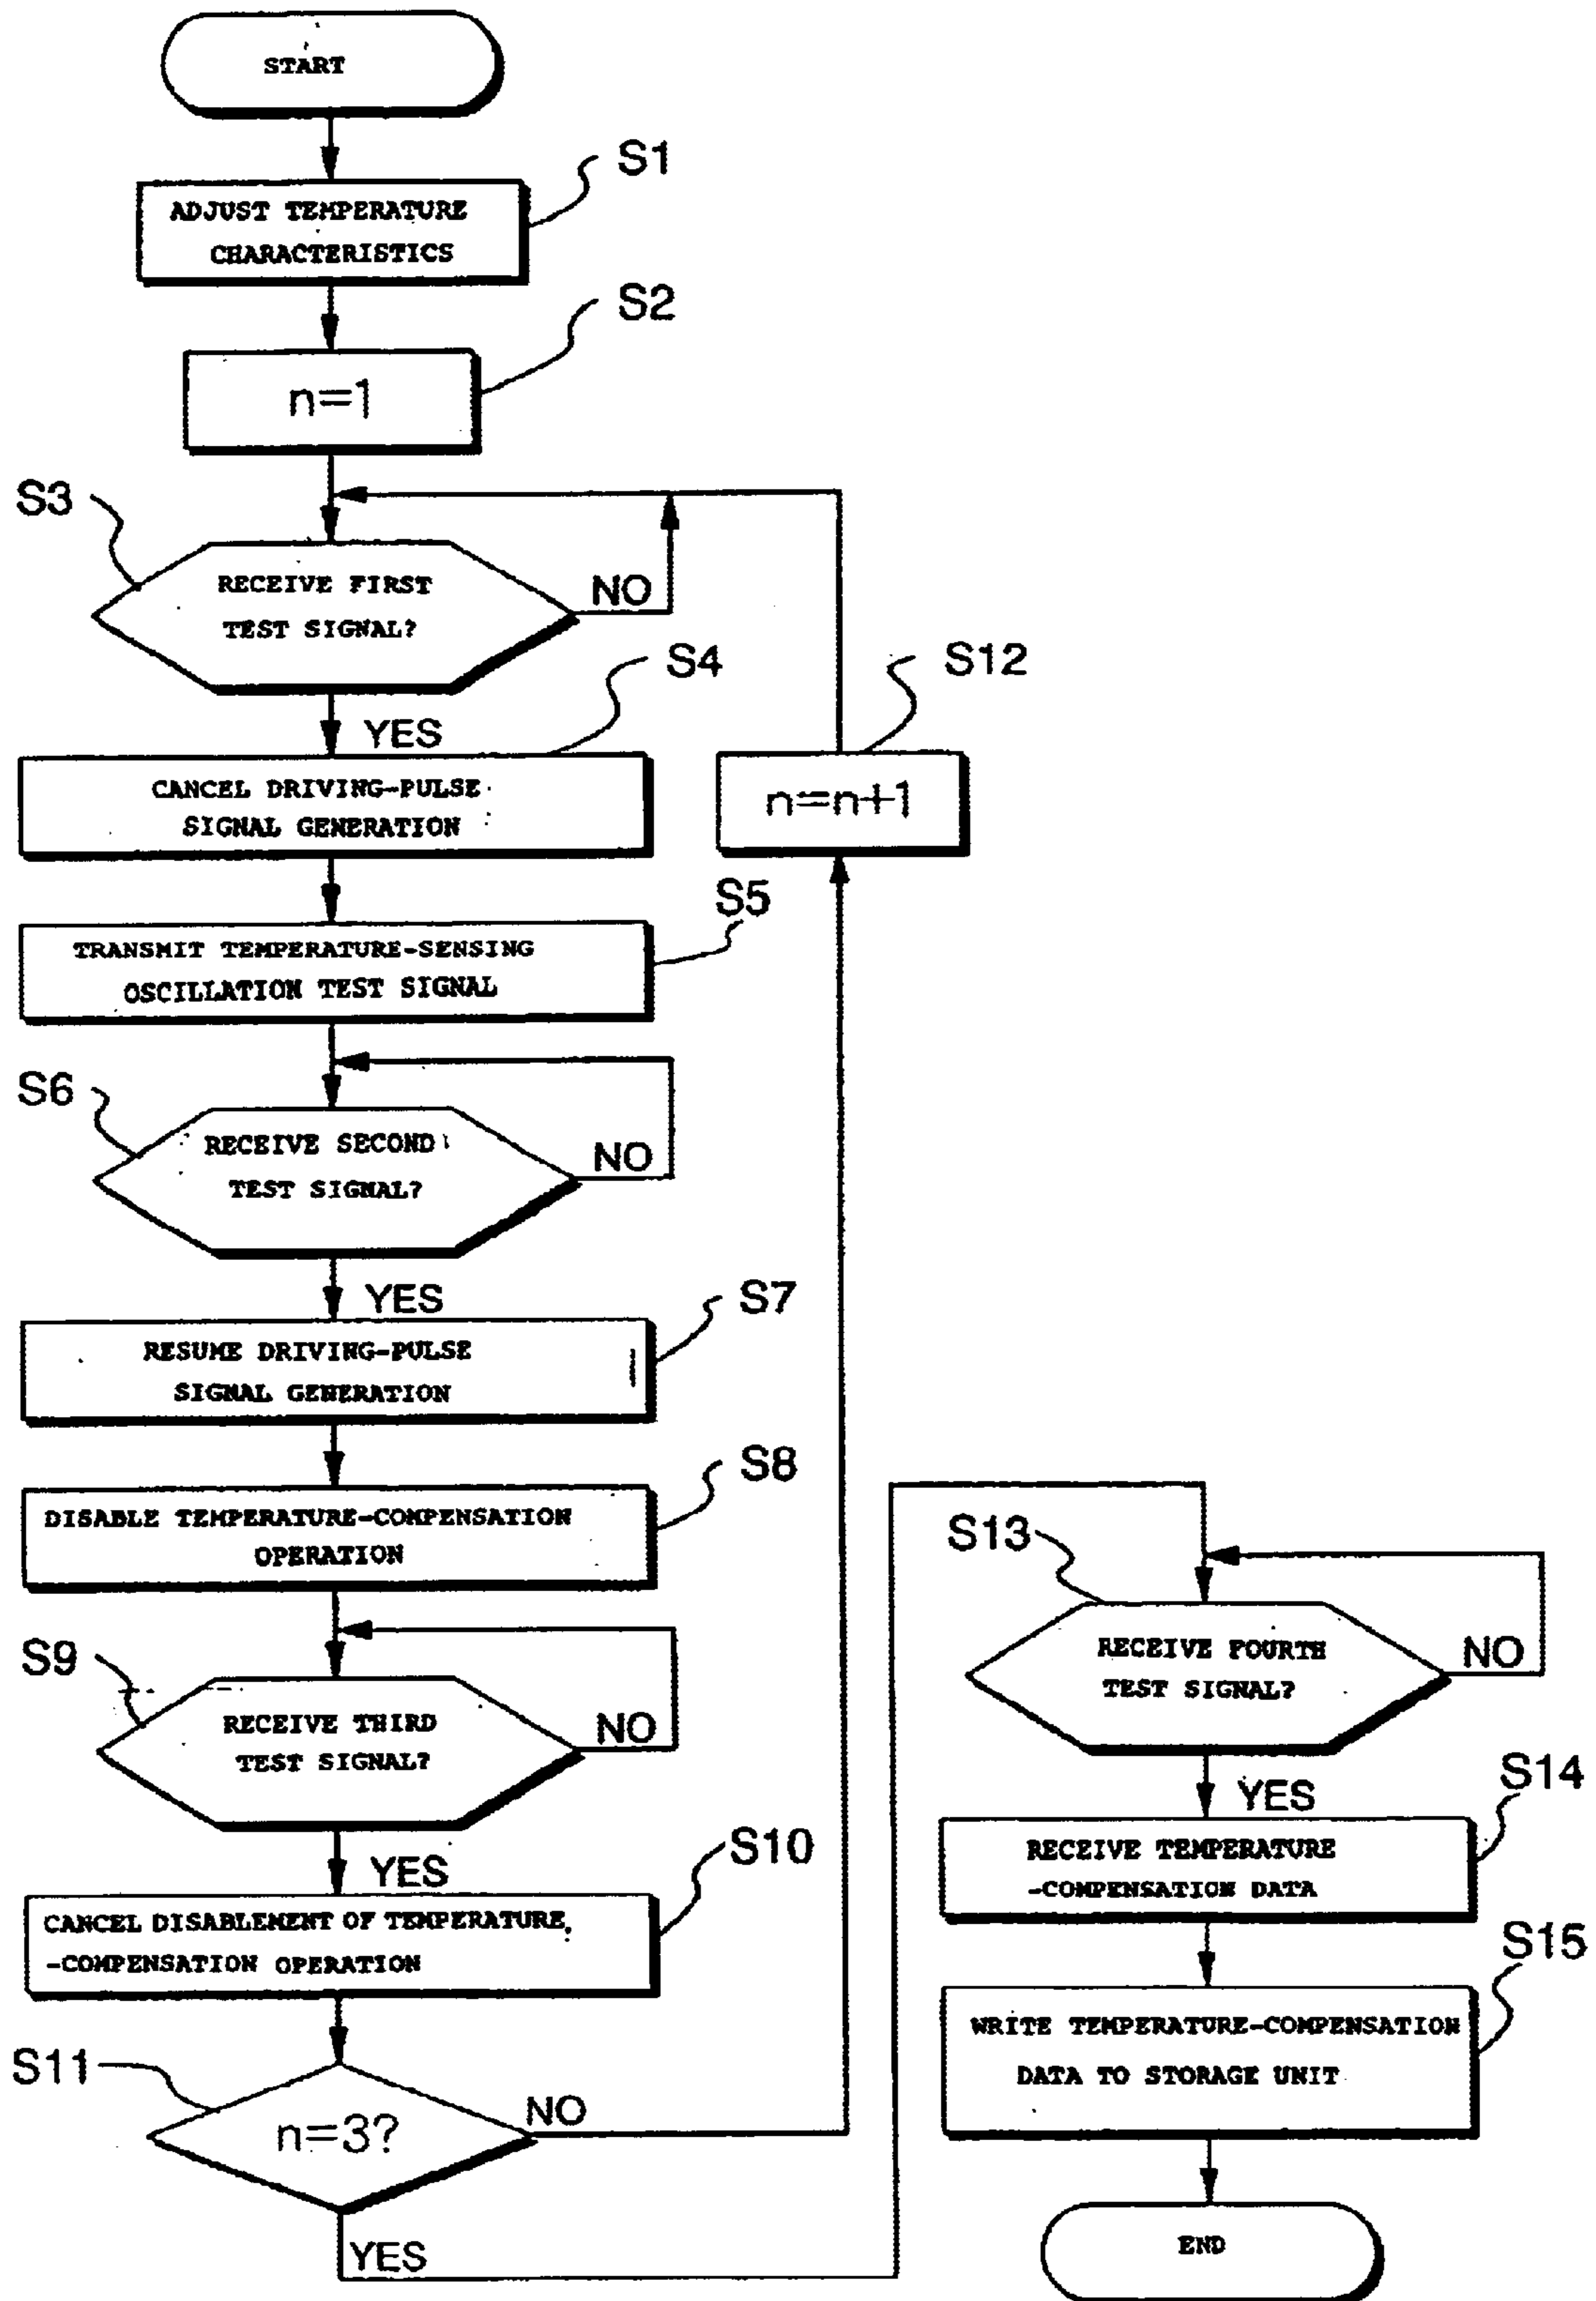 START
S1
ADJUST TEMPERATURE
CHARACTERISTICS
S2
n=1
S3
RECEIVE FIRST
TEST SIGNAL?
NO
YES
S4
CANCEL DRIVING-PULSE
SIGNAL GENERATION
S12
n=n+1
S5
TRANSMIT TEMPERATURE-SENSING
OSCILLATION TEST SIGNAL
S6
RECEIVE SECOND
TEST SIGNAL?
NO
YES
S7
RESUME DRIVING-PULSE
SIGNAL GENERATION
S8
DISABLE TEMPERATURE-COMPENSATION
OPERATION
S9
RECEIVE THIRD
TEST SIGNAL?
NO
YES
S10
CANCEL DISABLEMENT OF TEMPERATURE
-COMPENSATION OPERATION
S11
n=3?
NO
YES
S13
RECEIVE FOURTH
TEST SIGNAL?
NO
YES
S14
RECEIVE TEMPERATURE
-COMPENSATION DATA
S15
WRITE TEMPERATURE-COMPENSATION
DATA TO STORAGE UNIT
END